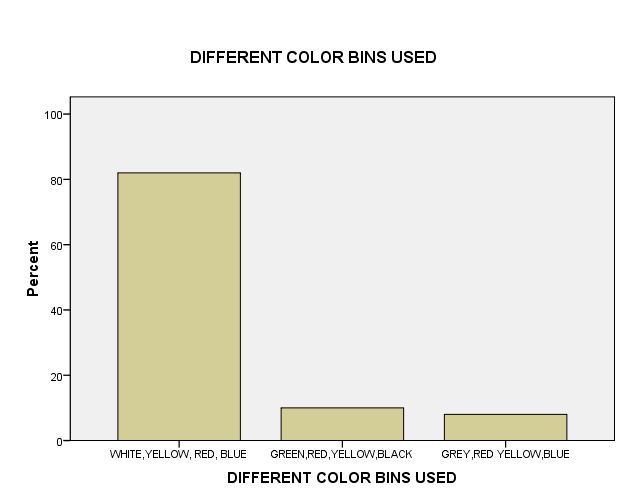 DIFFERENT COLOR BINS USED
100
80
60
40
20
0
Percent
WHITE,YELLOW, RED, BLUE
GREEN,RED,YELLOW,BLACK
GREY,RED YELLOW,BLUE
DIFFERENT COLOR BINS USED